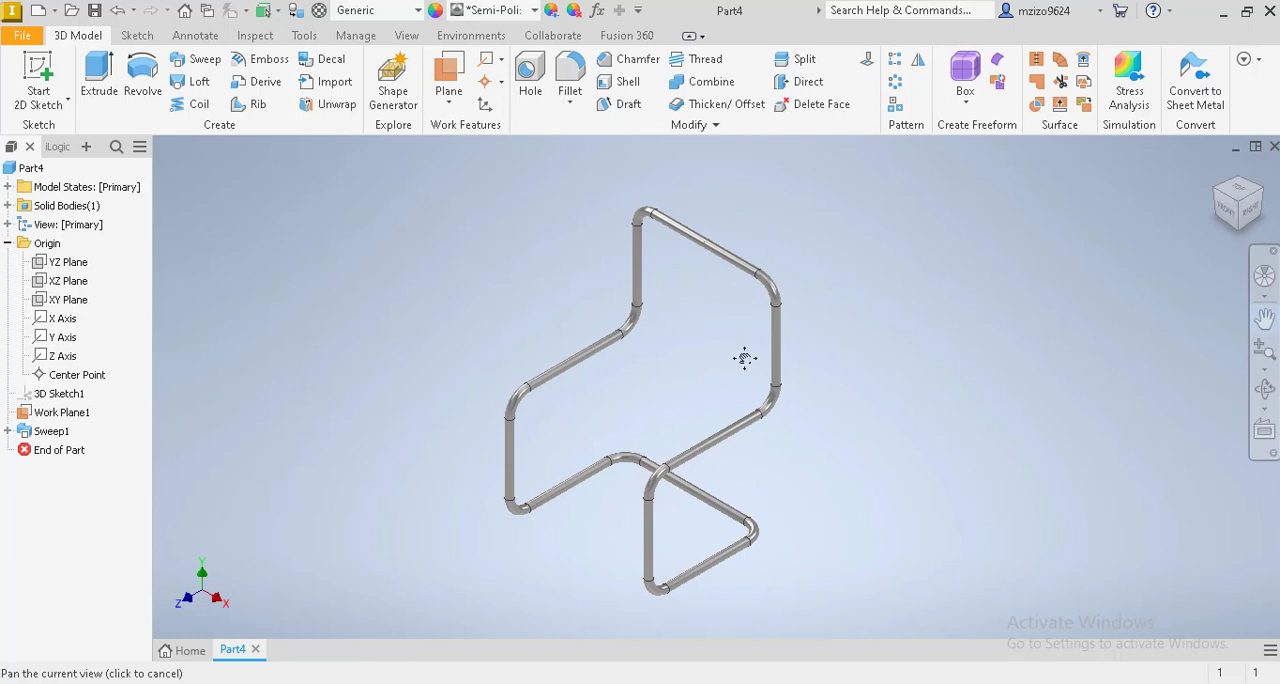 Generic
*Semi-Poli:
Part4
Search Help & Commands...
mzizo9624
File
3D Model
Sketch
Annotate
Inspect
Tools
Manage
View
Environments
Collaborate
Fusion 360
Start
2D Sketch
Sketch
Extrude
Revolve
Sweep
Loft
Coil
Emboss
Derive
Rib
Decal
Import
Unwrap
Create
Shape
Generator
Explore
Plane
Work Features
Hole
Fillet
Chamfer
Shell
Draft
Thread
Combine
Thicken/ Offset
Split
Direct
Delete Face
Modify
Pattern
Box
Create Freeform
Surface
Stress
Analysis
Simulation
Convert to
Sheet Metal
Convert
iLogic
Part4
Model States: [Primary]
Solid Bodies(1)
View: [Primary]
Origin
YZ Plane
XZ Plane
XY Plane
X Axis
Y Axis
Z Axis
Center Point
3D Sketch1
Work Plane1
Sweep1
End of Part
TOP
FRONT
RIGHT
Y
Z
X
Activate Windows
Go to Settings to activate Windows.
Home
Part4
Pan the current view (click to cancel)
1 1